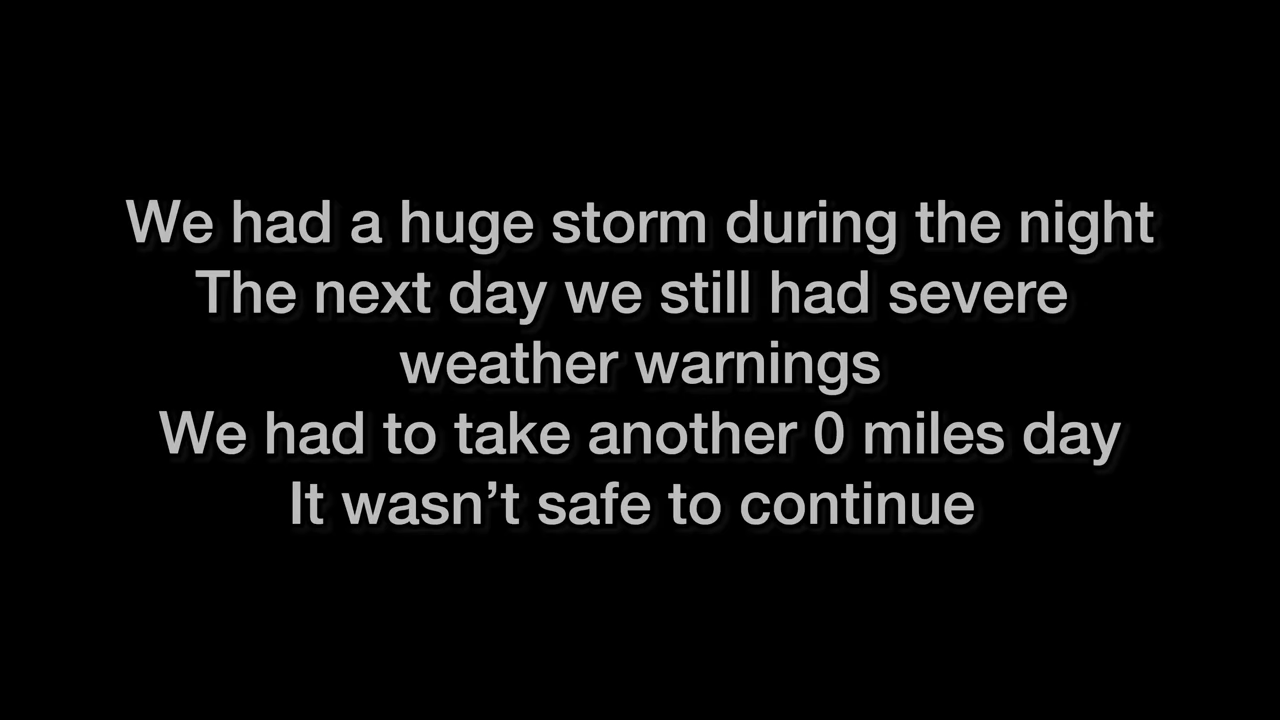 We had a huge storm during the night
The next day we still had severe
weather warnings
We had to take another 0 miles day
It wasn’t safe to continue